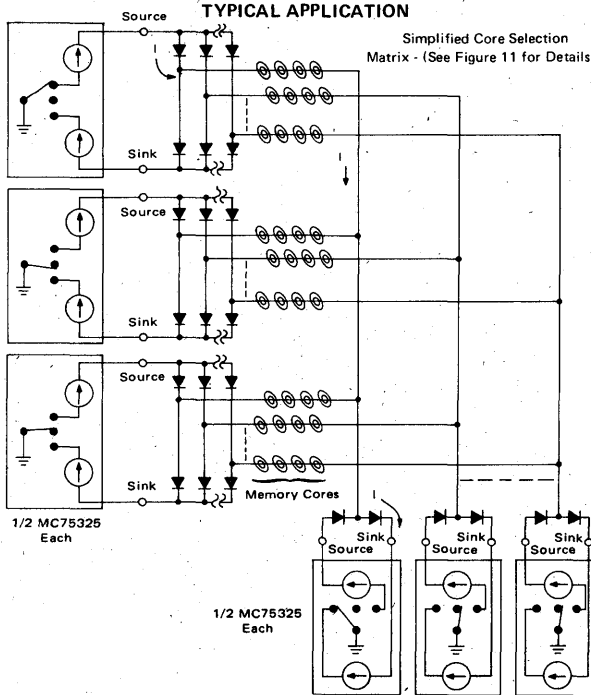 TYPICAL APPLICATION
Simplified Core Selection
Matrix - (See Figure 11 for Details
Source
I
Sink
I
Source
Sink
Source
Sink
Memory Cores
1/2 MC75325
Each
I
Sink
Source
Sink
Source
Sink
Source
1/2 MC75325
Each